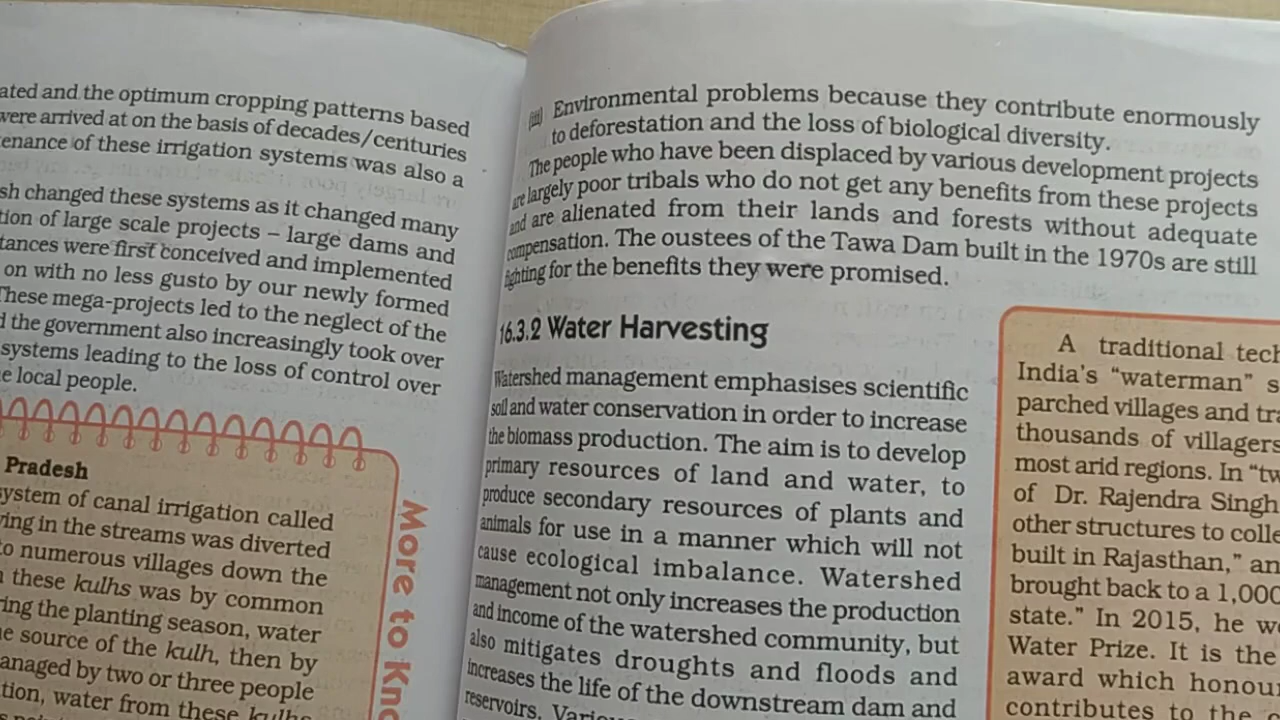 ated and the optimum cropping patterns based
were arrived at on the basis of decades/centuries
enance of these irrigation systems was also a
sh changed these systems as it changed many
tion of large scale projects – large dams and
tances were first conceived and implemented
on with no less gusto by our newly formed
These mega-projects led to the neglect of the
d the government also increasingly took over
systems leading to the loss of control over
e local people.
Pradesh
system of canal irrigation called
ving in the streams was diverted
to numerous villages down the
these kulhs was by common
ring the planting season, water
e source of the kulh, then by
anaged by two or three people
tion, water from these kulhs
More to Kno
(iii) Environmental problems because they contribute enormously
to deforestation and the loss of biological diversity.
The people who have been displaced by various development projects
are largely poor tribals who do not get any benefits from these projects
and are alienated from their lands and forests without adequate
compensation. The oustees of the Tawa Dam built in the 1970s are still
fighting for the benefits they were promised.
16.3.2 Water Harvesting
Watershed management emphasises scientific
soil and water conservation in order to increase
the biomass production. The aim is to develop
primary resources of land and water, to
produce secondary resources of plants and
animals for use in a manner which will not
cause ecological imbalance. Watershed
management not only increases the production
and income of the watershed community, but
also mitigates droughts and floods and
increases the life of the downstream dam and
reservoirs. Vario
A traditional tech
India's "waterman" s
parched villages and tra
thousands of villagers
most arid regions. In "tw
of Dr. Rajendra Singh
other structures to colle
built in Rajasthan," an
brought back to a 1,000
state." In 2015, he wo
Water Prize. It is the
award which honour
contributes to the c